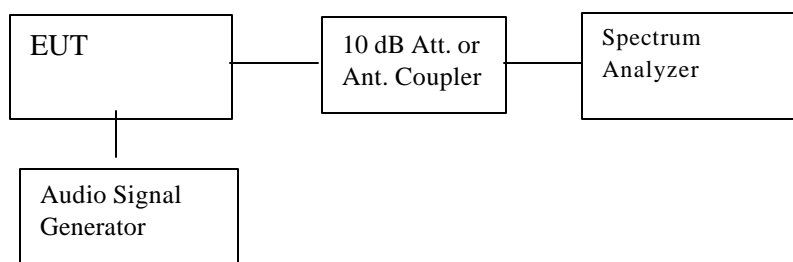 EUT
10 dB Att. or
Ant. Coupler
Spectrum
Analyzer
Audio Signal
Generator